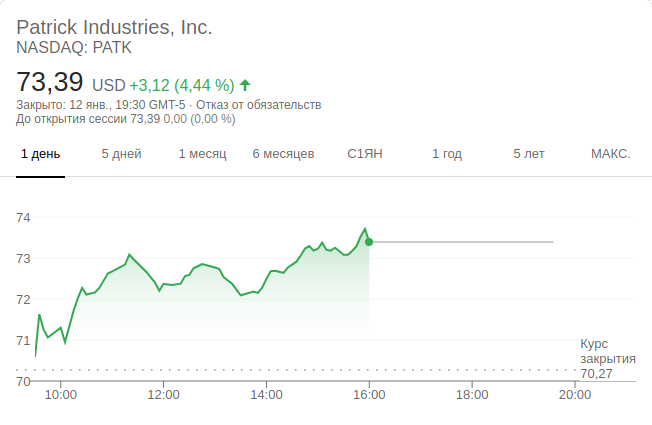 Patrick Industries, Inc.
NASDAQ: PATK
73,39 USD +3,12 (4,44 %)
Закрыто: 12 янв., 19:30 GMT-5 · Отказ от обязательств
До открытия сессии 73,39 0,00 (0,00 %)
1 день 5 дней 1 месяц 6 месяцев С1ЯН 1 год 5 лет МАКС.
74
73
72
71
70
Курс
закрытия
70,27
10:00 12:00 14:00 16:00 18:00 20:00